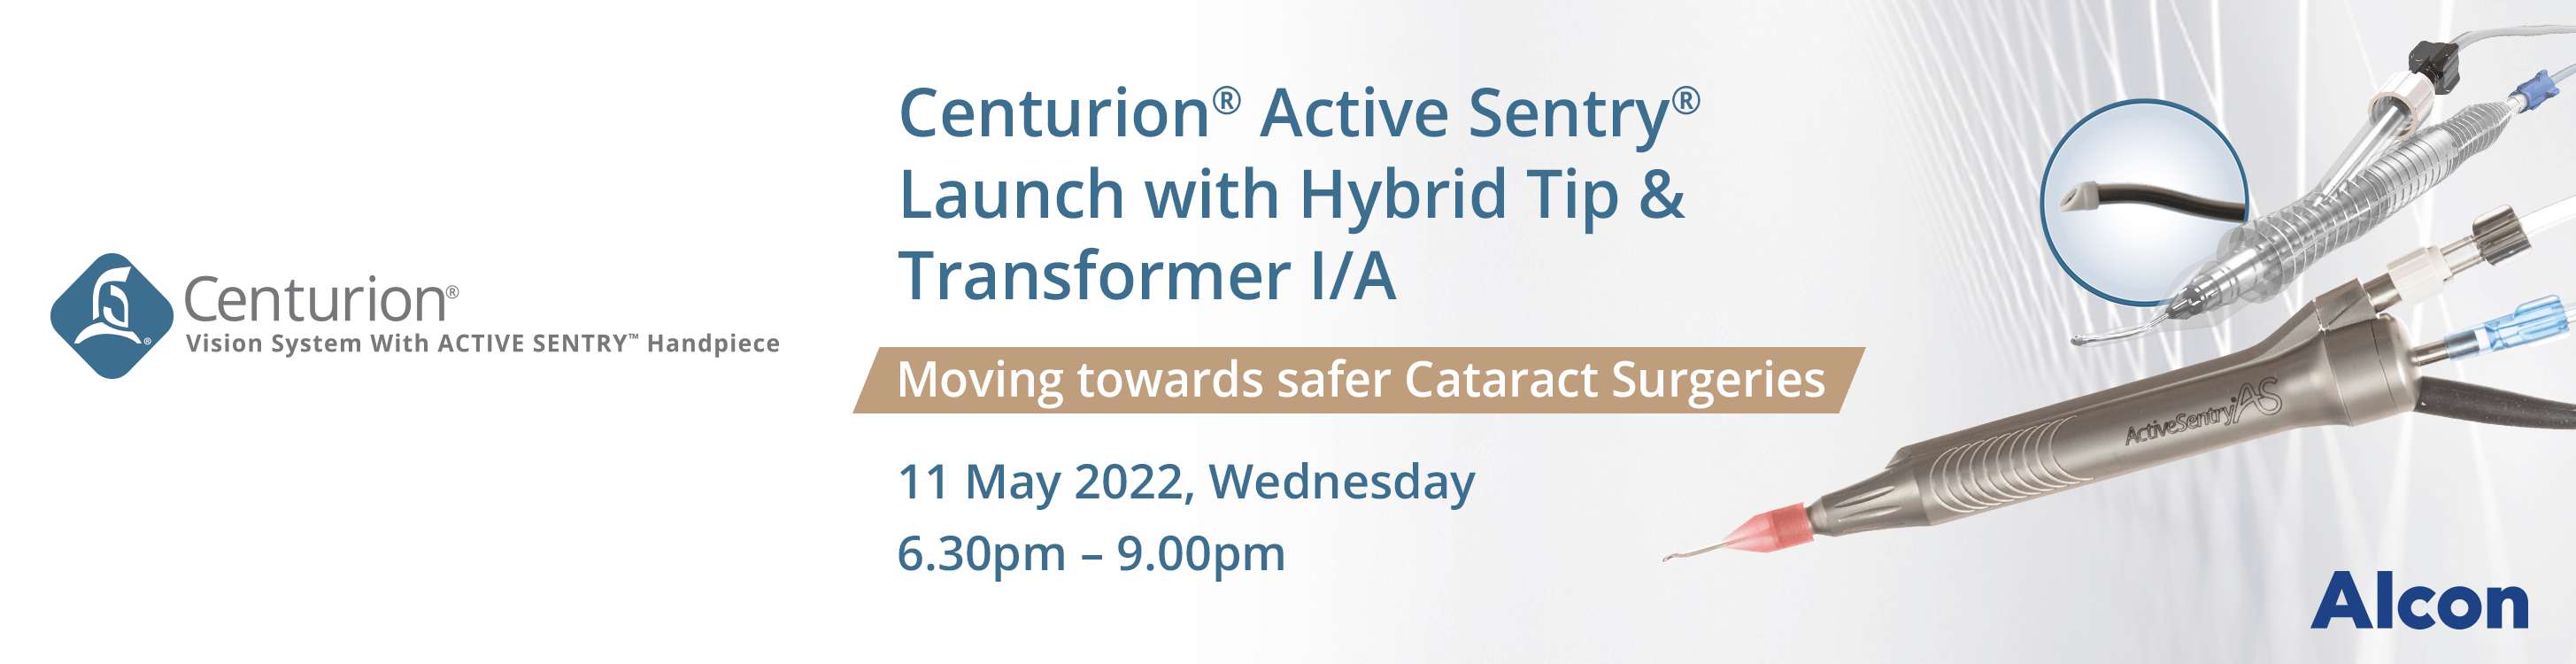 Centurion®
Vision System With ACTIVE SENTRY™ Handpiece
®
Centurion® Active Sentry®
Launch with Hybrid Tip &
Transformer I/A
Moving towards safer Cataract Surgeries
11 May 2022, Wednesday
6.30pm – 9.00pm
ActiveSentry AS
Alcon